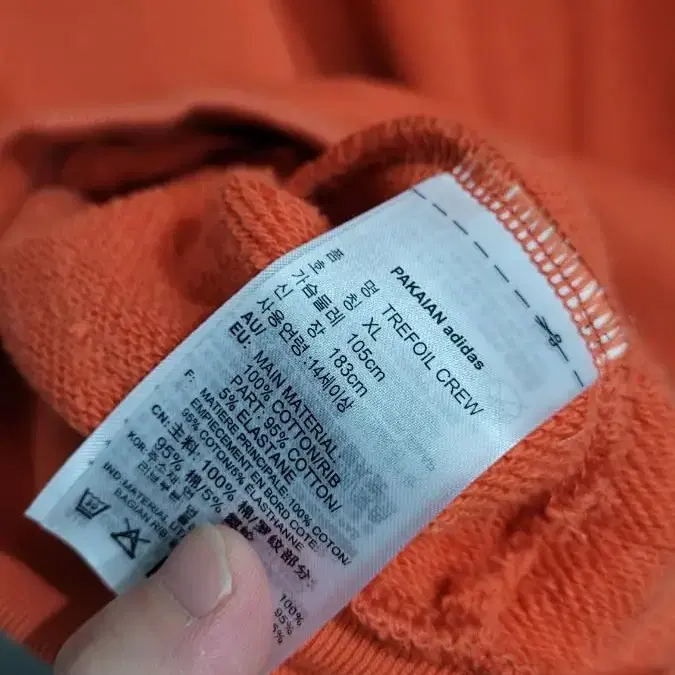 PAKAIAN adidas
품 명 TREFOIL CREW
호 칭 XL
가슴둘레 105cm
신 장 183cm
사용연령:14세이상
AU/
EU: MAIN MATERIAL:
100% COTTON/RIB
PART: 95% COTTON/
5% ELASTANE
F: MATIERE PRINCIPALE:100% COTON/
EMPIECEMENT EN BORD COTE:
95% COTON/5% ELASTHANNE
CN:主料: 100% 棉/罗纹部分:
95% 棉/5%
KOR:
100%
95%
5%
IND:MATERIAL
BAGIAN RIB